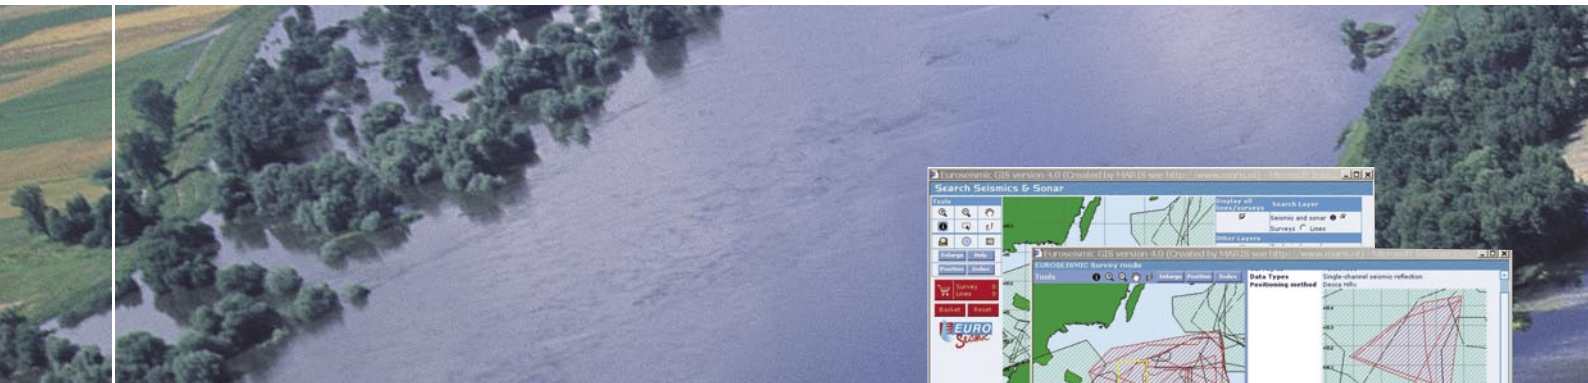 Euroseismic GIS version 4.0 (Created by MARIS see http://www.maris.nl) - Microsoft
Search Seismics & Sonar
Tools
Display all lines/surveys
Search Layer
Seismic and sonar
Surveys Lines
Other Layers
Enlarge Help
Position Index
Survey 0
Lines 0
Basket Reset
EURO
Seismic
Euroseismic GIS version 4.0 (Created by MARIS see http://www.maris.nl)
EUROSEISMIC Survey mode
Tools
Enlarge Position Index
Data Types Single-channel seismic reflection
Positioning method Decca Hifix